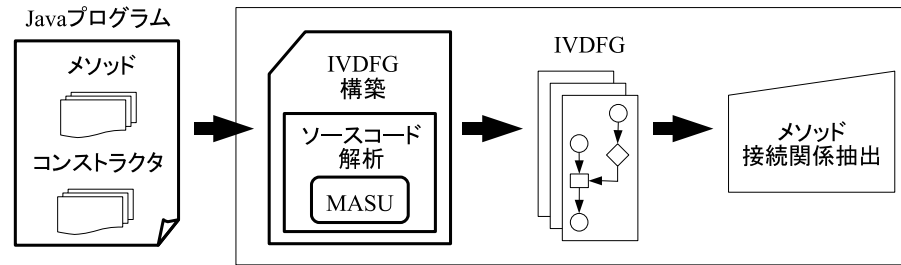 Javaプログラム
メソッド
コンストラクタ
IVDFG
構築
ソースコード
解析
MASU
IVDFG
メソッド
接続関係抽出